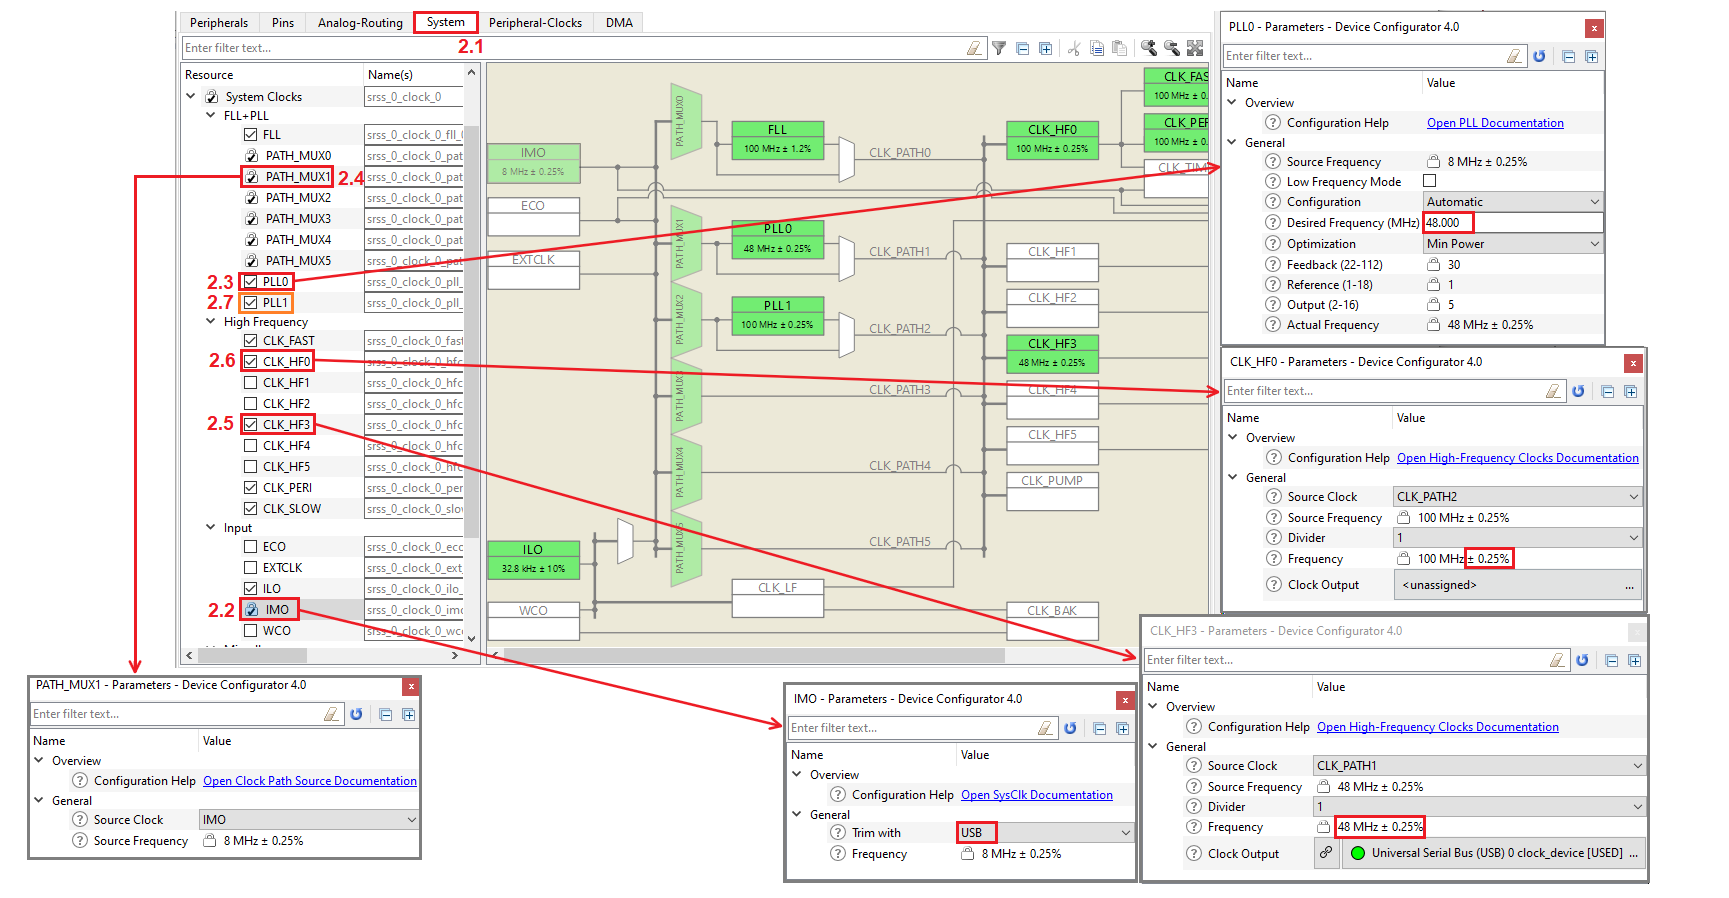 Peripherals Pins Analog-Routing System Peripheral-Clocks DMA
2.1
Enter filter text...
Resource Name(s)
System Clocks srss_0_clock_0
FLL+PLL
FLL srss_0_clock_0_fll_
PATH_MUX0 srss_0_clock_0_pat
PATH_MUX1 srss_0_clock_0_pat
2.4
PATH_MUX2 srss_0_clock_0_pat
PATH_MUX3 srss_0_clock_0_pat
PATH_MUX4 srss_0_clock_0_pat
PATH_MUX5 srss_0_clock_0_pat
2.3 PLL0 srss_0_clock_0_pll_
2.7 PLL1 srss_0_clock_0_pll_
High Frequency
CLK_FAST srss_0_clock_0_fast
2.6 CLK_HF0 srss_0_clock_0_hfc
CLK_HF1 srss_0_clock_0_hfc
CLK_HF2 srss_0_clock_0_hfc
2.5 CLK_HF3 srss_0_clock_0_hfc
CLK_HF4 srss_0_clock_0_hfc
CLK_HF5 srss_0_clock_0_hfc
CLK_PERI srss_0_clock_0_per
CLK_SLOW srss_0_clock_0_slo
Input
ECO srss_0_clock_0_eco
EXTCLK srss_0_clock_0_ext_
ILO srss_0_clock_0_ilo_
2.2 IMO srss_0_clock_0_imo
WCO srss_0_clock_0_wco
IMO
8 MHz ± 0.25%
ECO
EXTCLK
ILO
32.8 kHz ± 10%
WCO
PATH_MUX0
PATH_MUX1
PATH_MUX2
PATH_MUX3
PATH_MUX4
PATH_MUX5
FLL
100 MHz ± 1.2%
PLL0
48 MHz ± 0.25%
PLL1
100 MHz ± 0.25%
CLK_LF
CLK_PATH0
CLK_PATH1
CLK_PATH2
CLK_PATH3
CLK_PATH4
CLK_PATH5
CLK_HF0
100 MHz ± 0.25%
CLK_HF1
CLK_HF2
CLK_HF3
48 MHz ± 0.25%
CLK_HF4
CLK_HF5
CLK_PUMP
CLK_BAK
CLK_FAS
100 MHz ± 0.
CLK_PER
100 MHz ± 0.
CLK_TIM
PLL0 - Parameters - Device Configurator 4.0
Enter filter text...
Name Value
Overview
Configuration Help Open PLL Documentation
General
Source Frequency 8 MHz ± 0.25%
Low Frequency Mode
Configuration Automatic
Desired Frequency (MHz) 48.000
Optimization Min Power
Feedback (22-112) 30
Reference (1-18) 1
Output (2-16) 5
Actual Frequency 48 MHz ± 0.25%
CLK_HF0 - Parameters - Device Configurator 4.0
Enter filter text...
Name Value
Overview
Configuration Help Open High-Frequency Clocks Documentation
General
Source Clock CLK_PATH2
Source Frequency 100 MHz ± 0.25%
Divider 1
Frequency 100 MHz ± 0.25%
Clock Output <unassigned> ...
CLK_HF3 - Parameters - Device Configurator 4.0
Enter filter text...
Name Value
Overview
Configuration Help Open High-Frequency Clocks Documentation
General
Source Clock CLK_PATH1
Source Frequency 48 MHz ± 0.25%
Divider 1
Frequency 48 MHz ± 0.25%
Clock Output Universal Serial Bus (USB) 0 clock_device [USED] ...
PATH_MUX1 - Parameters - Device Configurator 4.0
Enter filter text...
Name Value
Overview
Configuration Help Open Clock Path Source Documentation
General
Source Clock IMO
Source Frequency 8 MHz ± 0.25%
IMO - Parameters - Device Configurator 4.0
Enter filter text...
Name Value
Overview
Configuration Help Open SysClk Documentation
General
Trim with USB
Frequency 8 MHz ± 0.25%